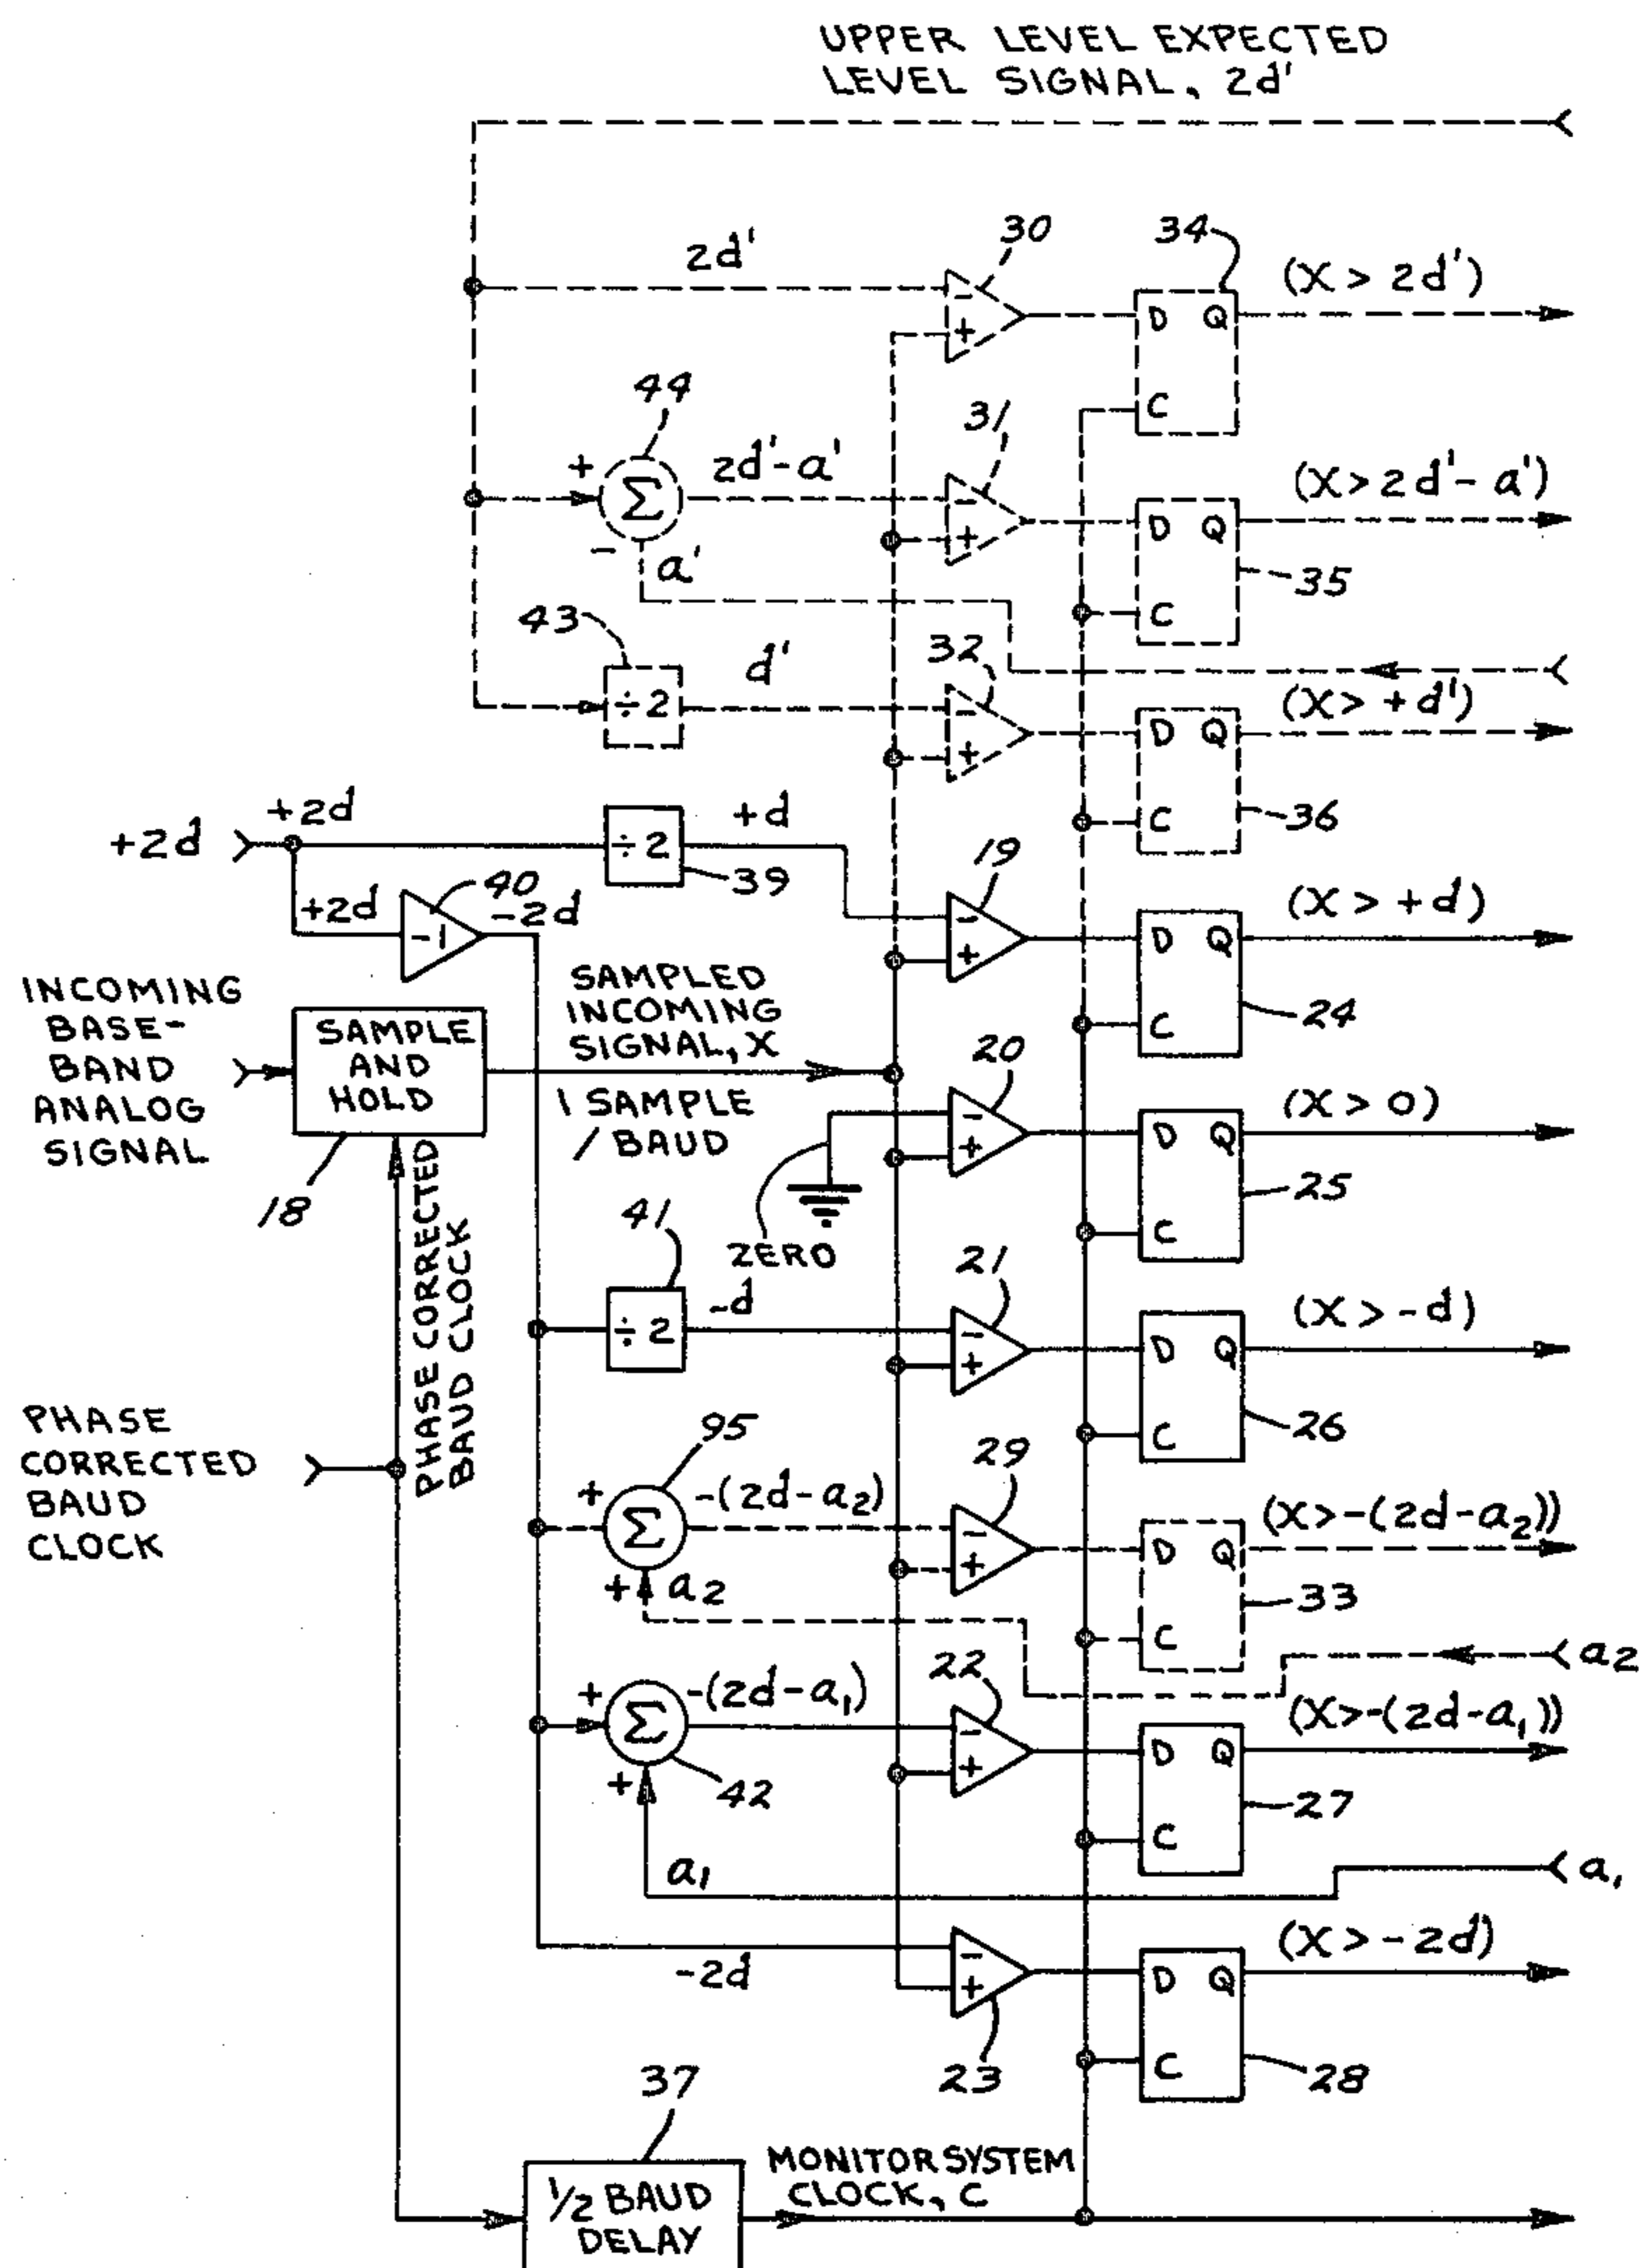 UPPER LEVEL EXPECTED
LEVEL SIGNAL, 2d'
2d'
30
34
(X > 2d')
-
+
D Q
C
44
+
Σ
-
2d'-a'
a'
31
-
+
D Q
C
(X > 2d'-a')
35
43
÷2
d'
32
-
+
D Q
C
(X > +d')
36
+2d
+2d
÷2
+d
39
+2d
-1
40
-2d
19
-
+
D Q
C
(X > +d)
24
INCOMING
BASE-
BAND
ANALOG
SIGNAL
SAMPLE
AND
HOLD
18
SAMPLED
INCOMING
SIGNAL, X
1 SAMPLE
/ BAUD
20
-
+
ZERO
D Q
C
(X > 0)
25
PHASE CORRECTED
BAUD CLOCK
41
÷2
-d
21
-
+
D Q
C
(X > -d)
26
PHASE
CORRECTED
BAUD
CLOCK
95
+
Σ
+
-(2d-a2)
a2
29
-
+
D Q
C
(X>-(2d-a2))
33
a2
+
Σ
+
42
-(2d-a1)
a1
22
-
+
D Q
C
(X>-(2d-a1))
27
a1
-2d
-
+
23
D Q
C
(X > -2d)
28
37
1/2 BAUD
DELAY
MONITOR SYSTEM
CLOCK, C